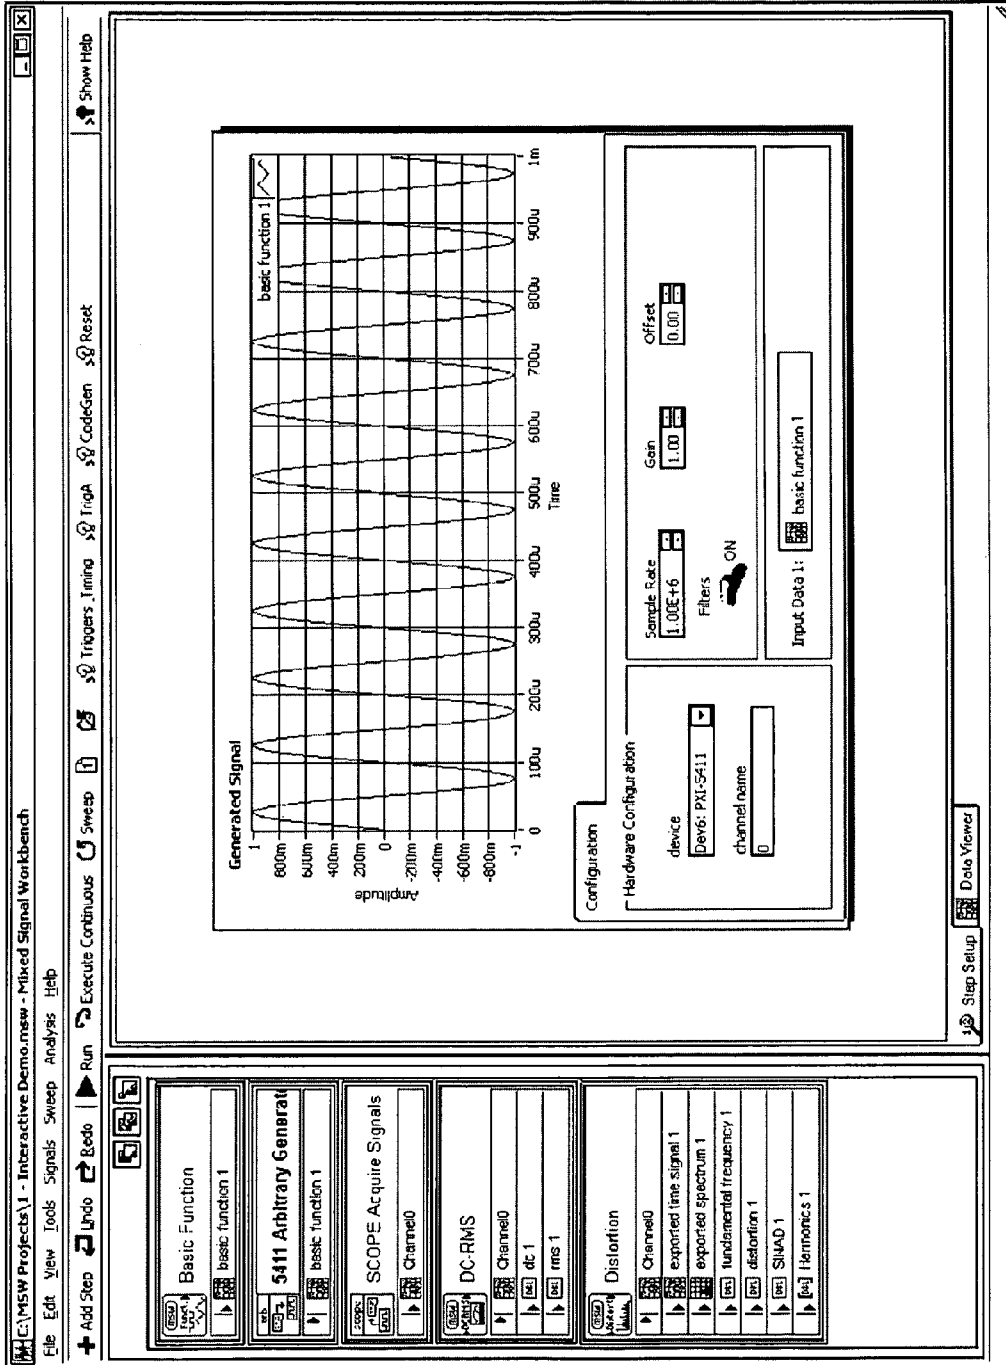 C:\MSW Projects\1 - Interactive Demo.msw - Mixed Signal Workbench
File Edit View Tools Signals Sweep Analysis Help
Add Step Undo Redo Run Execute Continuous Sweep Triggers_Timing TrigA CodeGen Reset Show Help
Basic Function
basic function 1
5411 Arbitrary Generat
basic function 1
SCOPE Acquire Signals
Channel0
DC-RMS
Channel0
dc 1
rms 1
Distortion
Channel0
exported time signal 1
exported spectrum 1
fundamental frequency 1
distortion 1
SINAD 1
Harmonics 1
Generated Signal
basic function 1
Amplitude
1
800m
600m
400m
200m
0
-200m
-400m
-600m
-800m
-1
0 100u 200u 300u 400u 500u 600u 700u 800u 900u 1m
Time
Configuration
Hardware Configuration
device
Dev6: PXI-5411
channel name
0
Sample Rate Gain Offset
1.00E+6 1.00 0.00
Filters
ON
Input Data 1: basic function 1
Step Setup Data Viewer